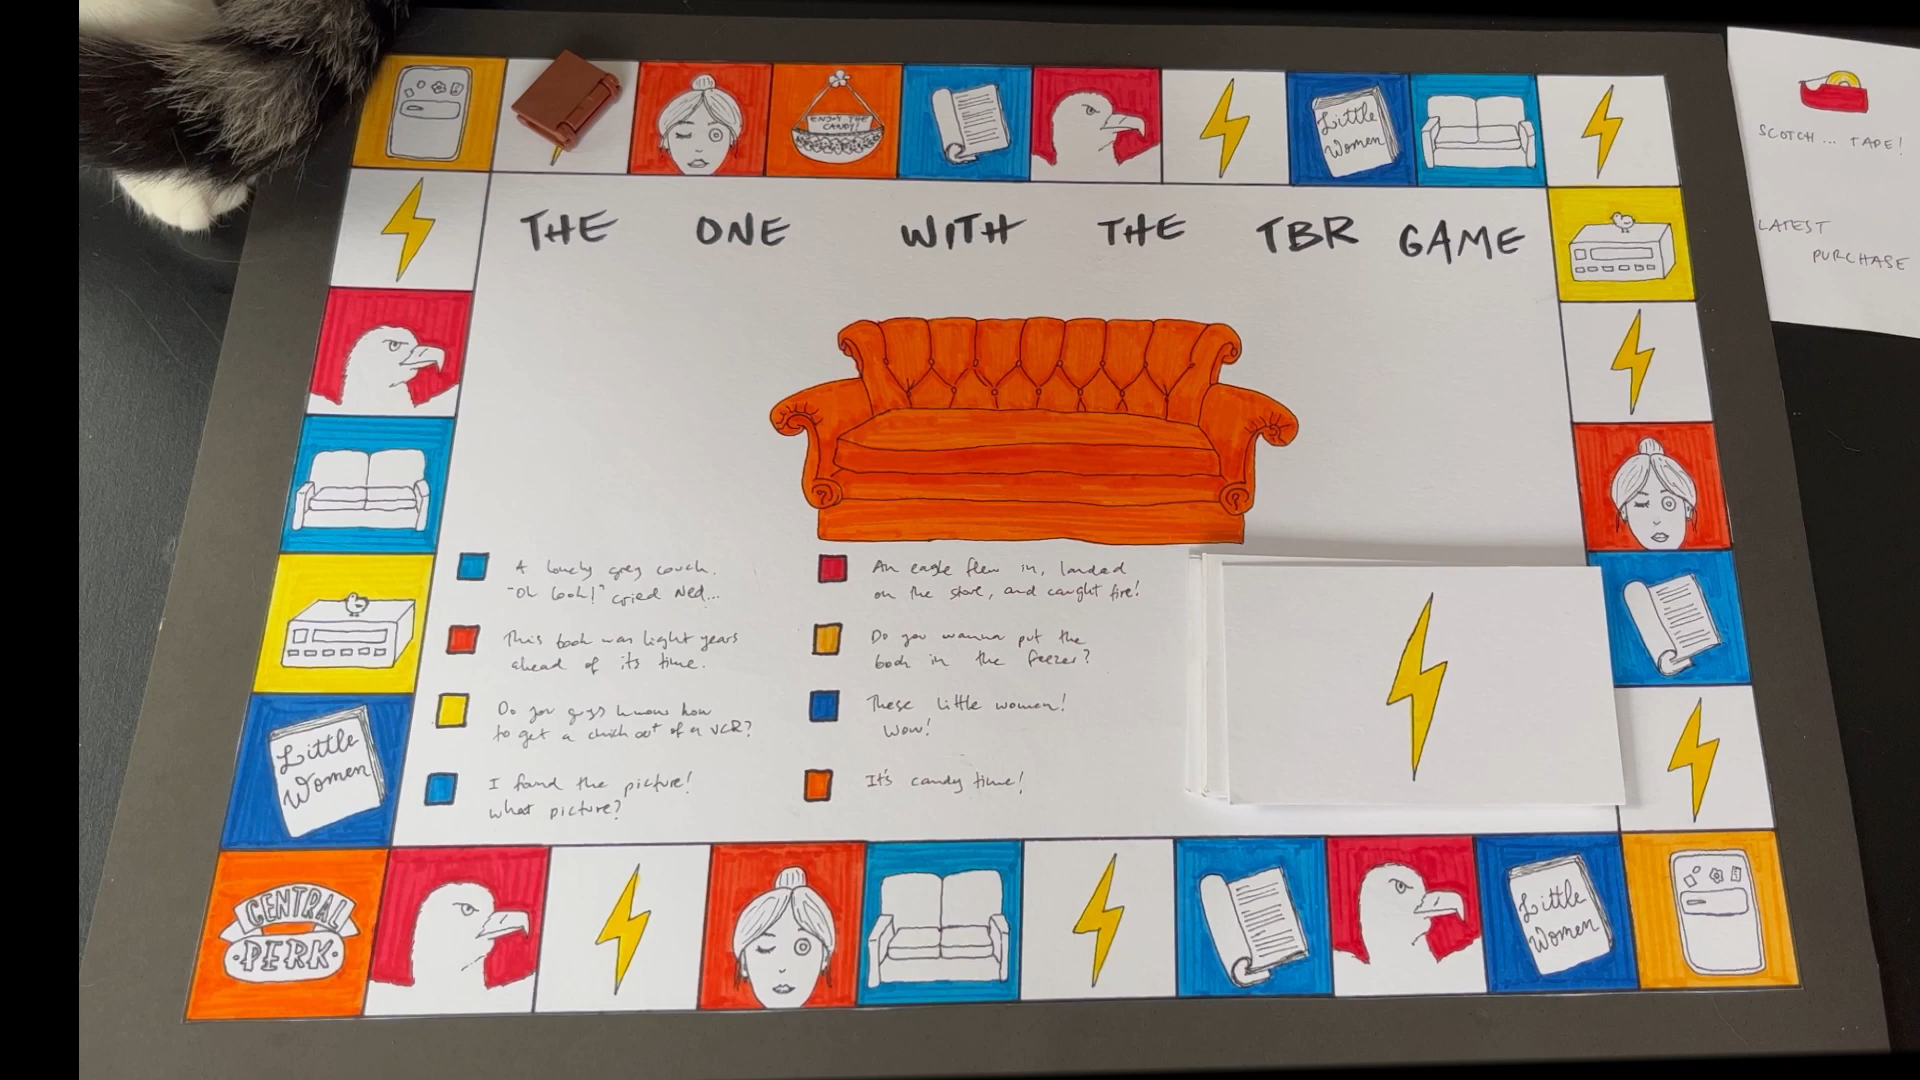 ENJOY THE
CANDY!
Little
Women
SCOTCH... TAPE!
LATEST
PURCHASE
THE ONE WITH THE TBR GAME
A lonely grey couch.
"Oh look!" cried Ned...
This book was light years
ahead of its time.
Do you guys know how
to get a chick out of a VCR?
I found the picture!
what picture?
An eagle flew in, landed
on the stove, and caught fire!
Do you wanna put the
book in the freezer?
These little women!
Wow!
It's candy time!
Little
Women
CENTRAL
PERK
Little
Women